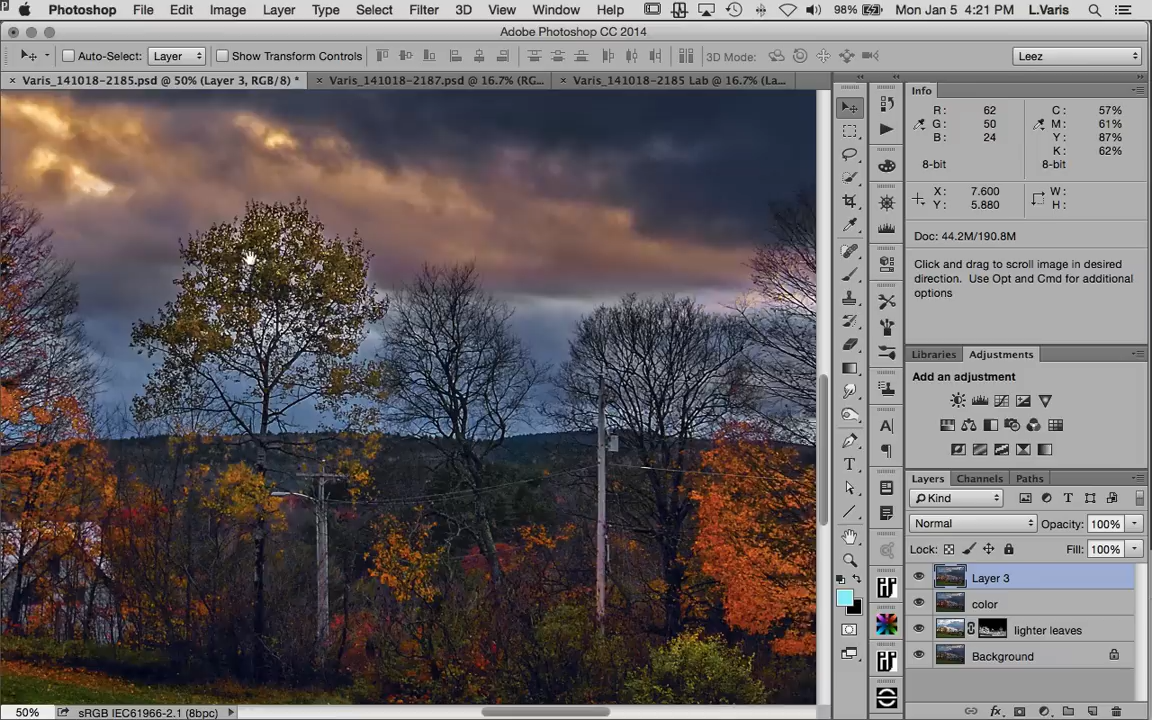 Photoshop File Edit Image Layer Type Select Filter 3D View Window Help 98% Mon Jan 5 4:21 PM L.Varis
Adobe Photoshop CC 2014
Auto-Select: Layer Show Transform Controls 3D Mode: Leez
Varis_141018-2185.psd @ 50% (Layer 3, RGB/8) * Varis_141018-2187.psd @ 16.7% (RG... Varis_141018-2185 Lab @ 16.7% (La...
Info
R: 62 C: 57%
G: 50 M: 61%
B: 24 Y: 87%
K: 62%
8-bit 8-bit
X: 7.600 W:
Y: 5.880 H:
Doc: 44.2M/190.8M
Click and drag to scroll image in desired
direction. Use Opt and Cmd for additional
options
Libraries Adjustments
Add an adjustment
Layers Channels Paths
Kind
Normal Opacity: 100%
Lock: Fill: 100%
Layer 3
color
lighter leaves
Background
50% sRGB IEC61966-2.1 (8bpc)